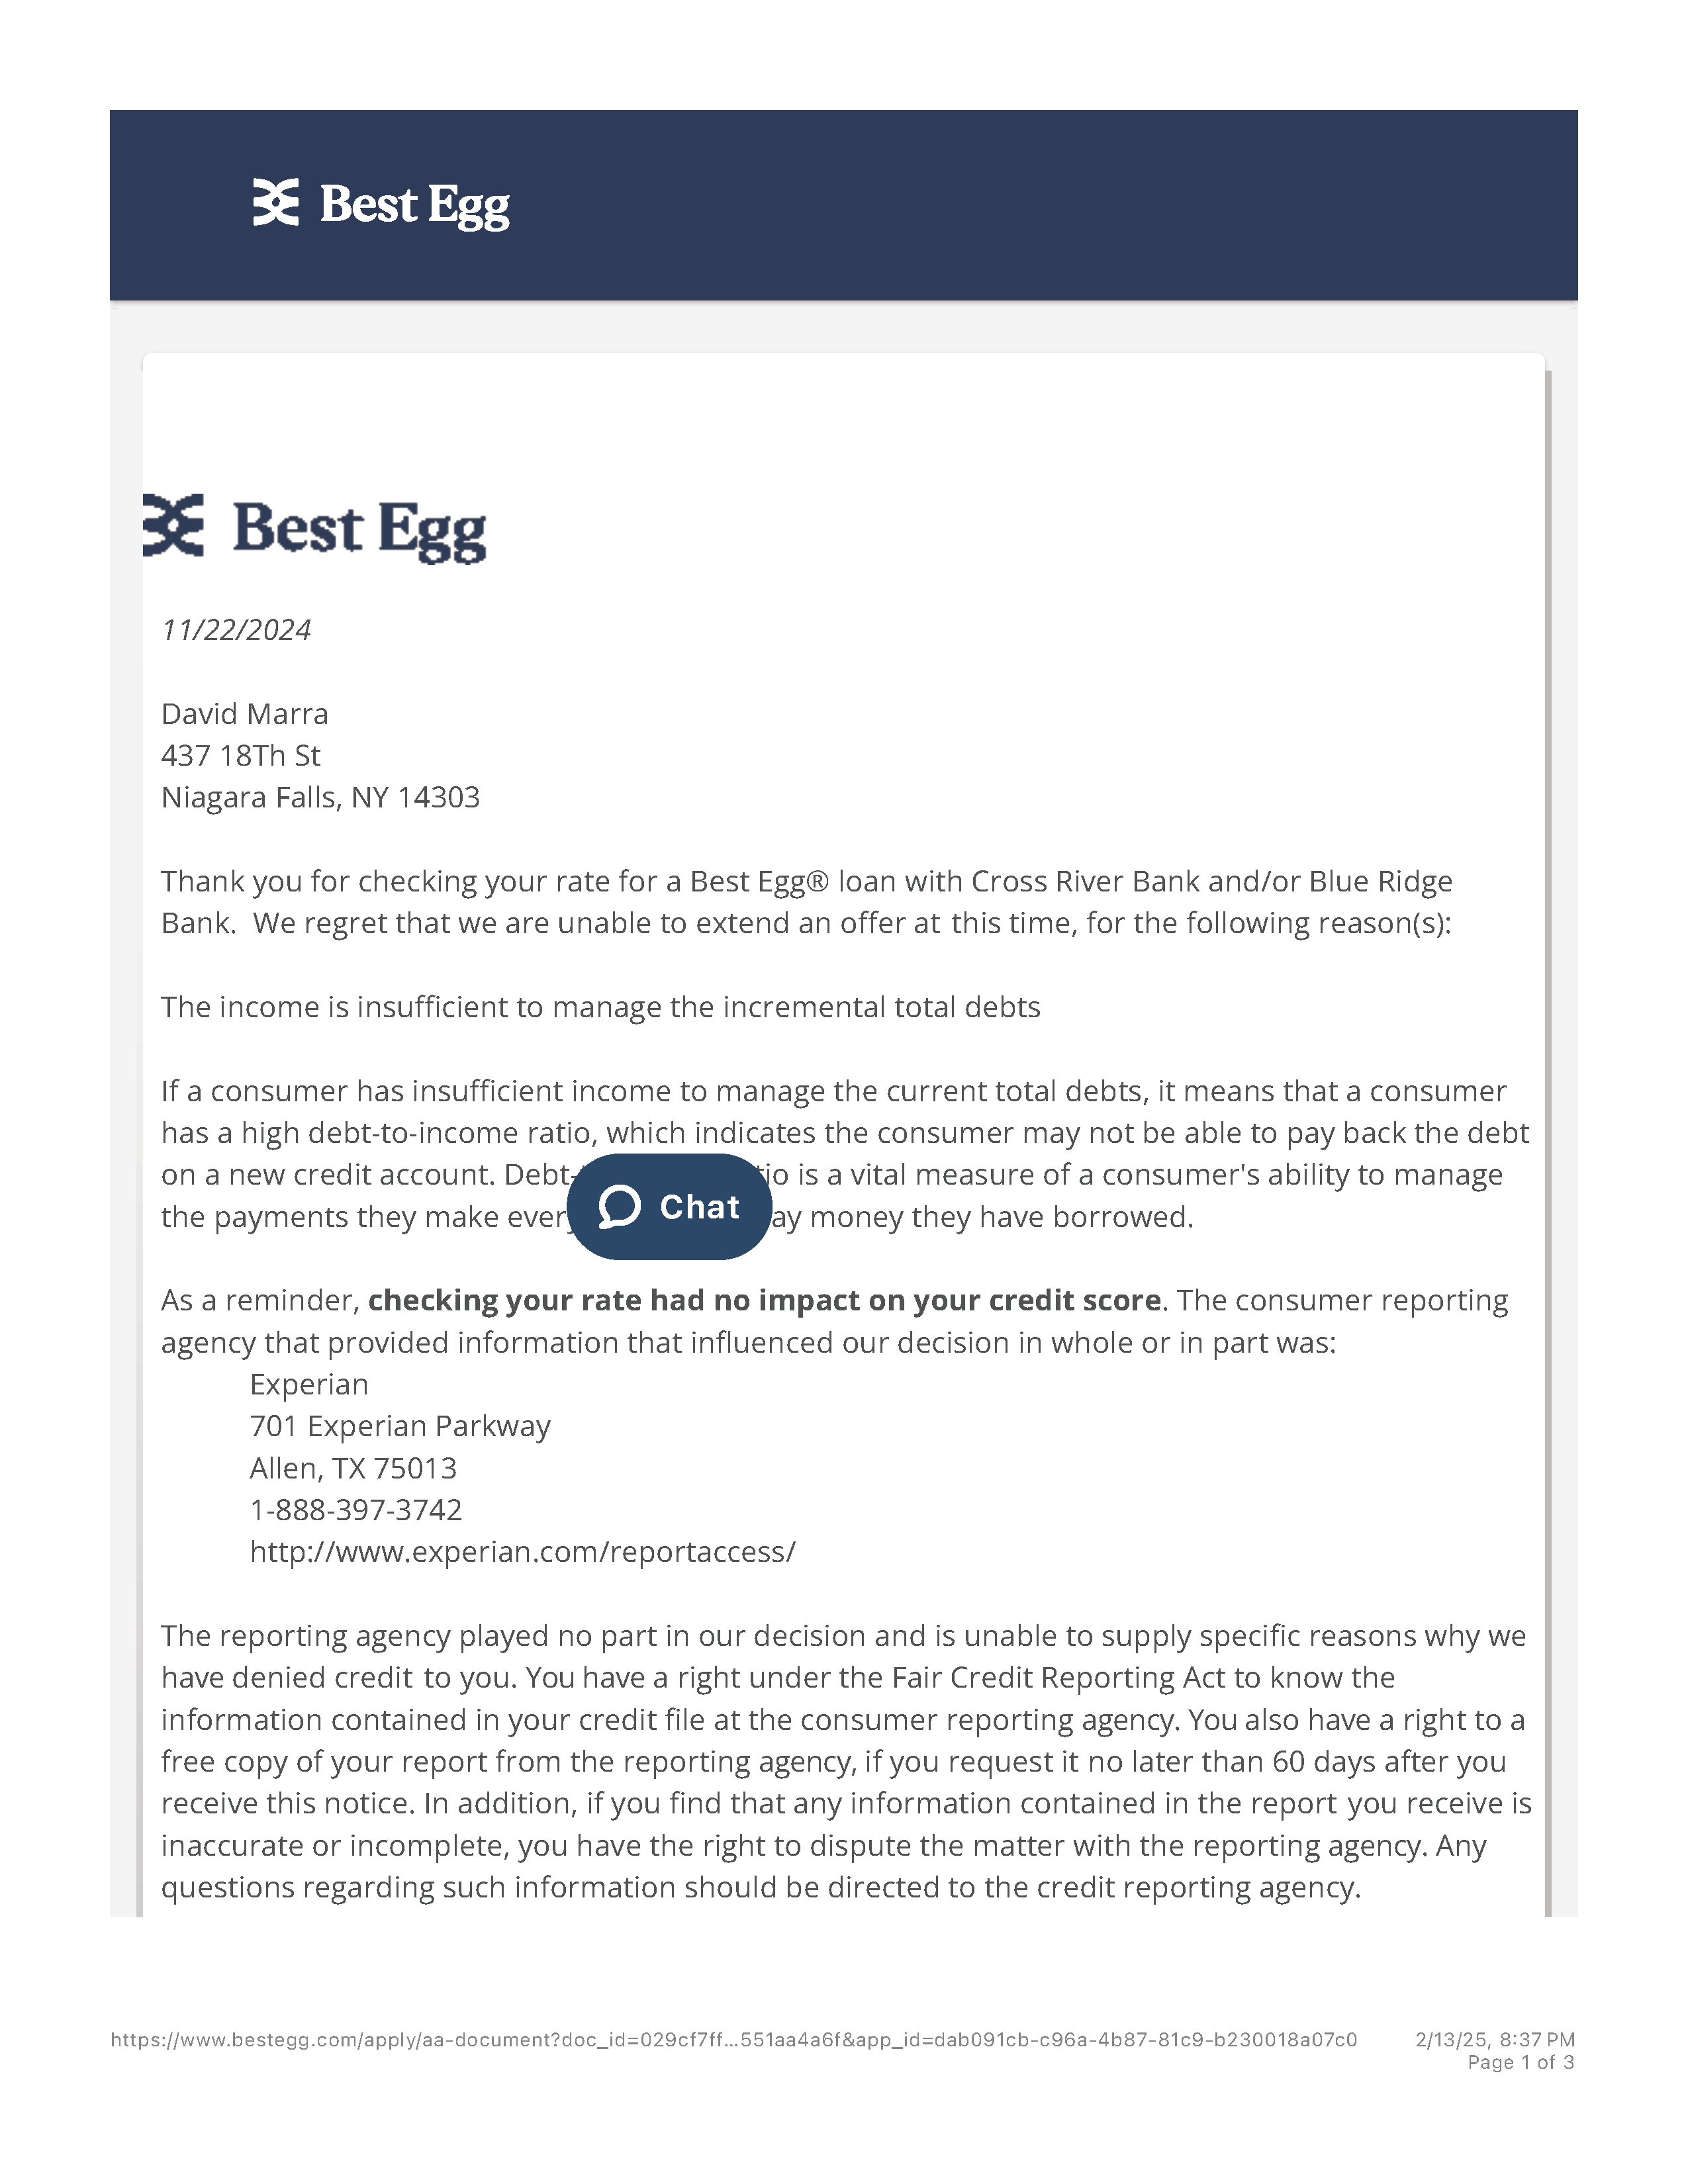 Best Egg
Best Egg
11/22/2024
David Marra
437 18Th St
Niagara Falls, NY 14303
Thank you for checking your rate for a Best Egg® loan with Cross River Bank and/or Blue Ridge
Bank.  We regret that we are unable to extend an offer at this time, for the following reason(s):
The income is insufficient to manage the incremental total debts
If a consumer has insufficient income to manage the current total debts, it means that a consumer
has a high debt-to-income ratio, which indicates the consumer may not be able to pay back the debt
on a new credit account. Debt- is a vital measure of a consumer's ability to manage
Chat
the payments they make money they have borrowed.
As a reminder, checking your rate had no impact on your credit score. The consumer reporting
agency that provided information that influenced our decision in whole or in part was:
Experian
701 Experian Parkway
Allen, TX 75013
1-888-397-3742
http://www.experian.com/reportaccess/
The reporting agency played no part in our decision and is unable to supply specific reasons why we
have denied credit to you. You have a right under the Fair Credit Reporting Act to know the
information contained in your credit file at the consumer reporting agency. You also have a right to a
free copy of your report from the reporting agency, if you request it no later than 60 days after you
receive this notice. In addition, if you find that any information contained in the report you receive is
inaccurate or incomplete, you have the right to dispute the matter with the reporting agency. Any
questions regarding such information should be directed to the credit reporting agency.
https://www.bestegg.com/apply/aa-document?doc_id=029cf7ff…551aa4a6f&app_id=dab091cb-c96a-4b87-81c9-b230018a07c0 2/13/25, 8:37 PM
Page 1 of 3